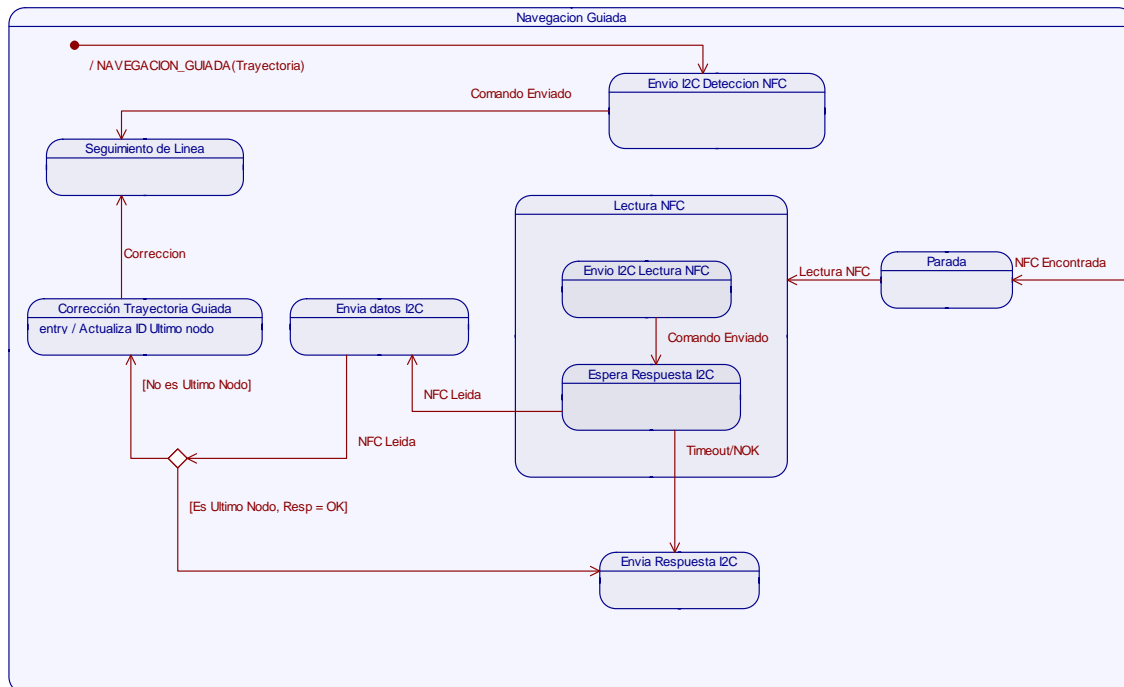 Navegacion Guiada
/ NAVEGACION_GUIADA(Trayectoria)
Envio I2C Deteccion NFC
Comando Enviado
Seguimiento de Linea
Lectura NFC
Correccion
Envio I2C Lectura NFC
Lectura NFC
Parada
NFC Encontrada
Corrección Trayectoria Guiada
entry / Actualiza ID Ultimo nodo
Envia datos I2C
Comando Enviado
Espera Respuesta I2C
[No es Ultimo Nodo]
NFC Leida
NFC Leida
Timeout/NOK
[Es Ultimo Nodo, Resp = OK]
Envia Respuesta I2C